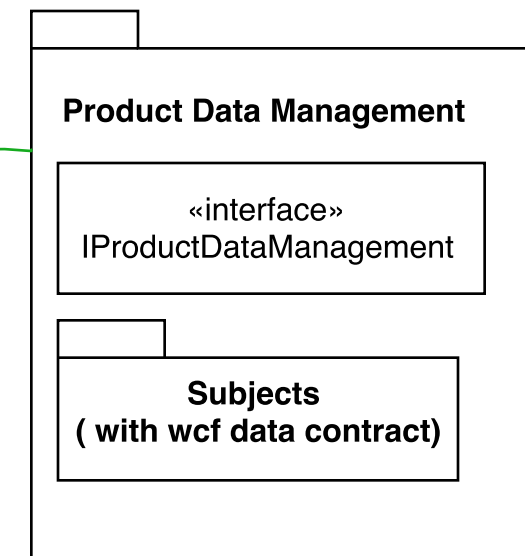 Product Data Management
«interface»
IProductDataManagement
Subjects
( with wcf data contract)